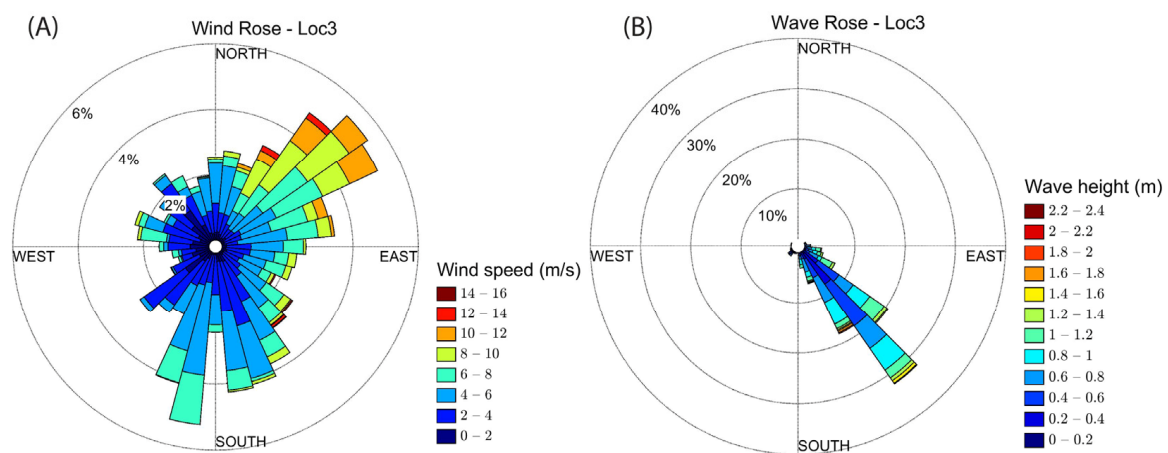 (A)
Wind Rose - Loc3
NORTH
6%
4%
2%
WEST
EAST
SOUTH
Wind speed (m/s)
14 – 16
12 – 14
10 – 12
8 – 10
6 – 8
4 – 6
2 – 4
0 – 2
(B)
Wave Rose - Loc3
NORTH
40%
30%
20%
10%
WEST
EAST
SOUTH
Wave height (m)
2.2 – 2.4
2 – 2.2
1.8 – 2
1.6 – 1.8
1.4 – 1.6
1.2 – 1.4
1 – 1.2
0.8 – 1
0.6 – 0.8
0.4 – 0.6
0.2 – 0.4
0 – 0.2